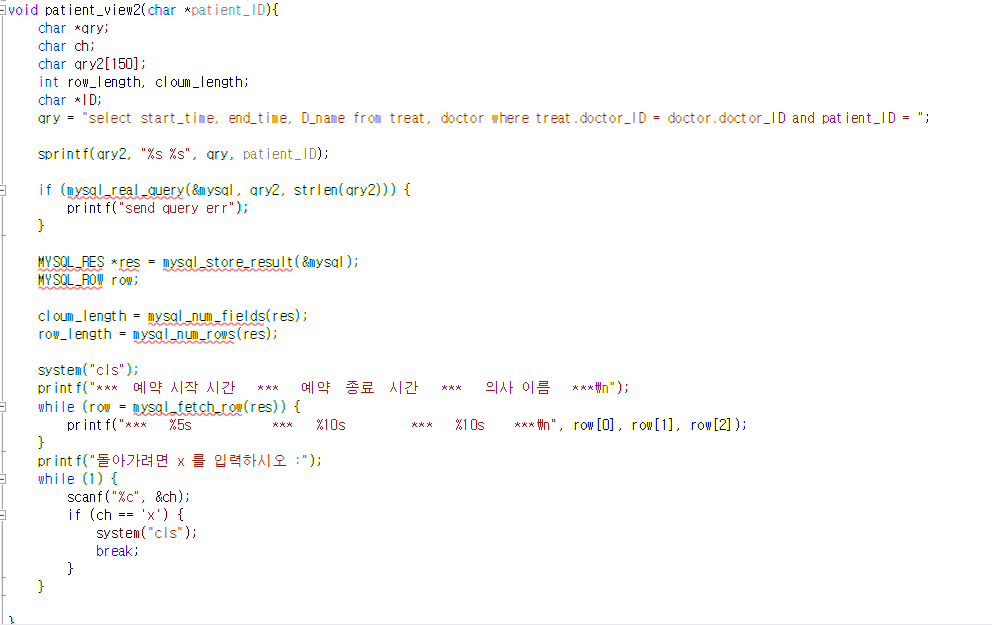 void patient_view2(char *patient_ID){
char *qry;
char ch;
char qry2[150];
int row_length, cloum_length;
char *ID;
qry = "select start_time, end_time, D_name from treat, doctor where treat.doctor_ID = doctor.doctor_ID and patient_ID = ";
sprintf(qry2, "%s %s", qry, patient_ID);
if (mysql_real_query(&mysql, qry2, strlen(qry2))) {
printf("send query err");
}
MYSQL_RES *res = mysql_store_result(&mysql);
MYSQL_ROW row;
cloum_length = mysql_num_fields(res);
row_length = mysql_num_rows(res);
system("cls");
printf("*** 예약 시작 시간 *** 예약 종료 시간 *** 의사 이름 ***₩n");
while (row = mysql_fetch_row(res)) {
printf("*** %5s *** %10s *** %10s ***₩n", row[0], row[1], row[2]);
}
printf("돌아가려면 x 를 입력하시오 :");
while (1) {
scanf("%c", &ch);
if (ch == 'x') {
system("cls");
break;
}
}
}